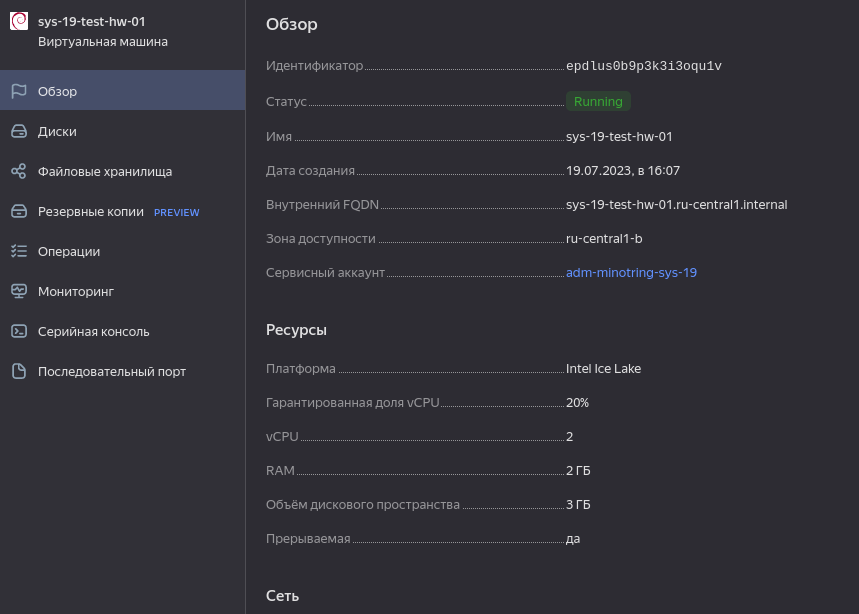 sys-19-test-hw-01
Виртуальная машина
Обзор
Диски
Файловые хранилища
Резервные копии PREVIEW
Операции
Мониторинг
Серийная консоль
Последовательный порт
Обзор
Идентификатор epdlus0b9p3k3i3oqu1v
Статус Running
Имя sys-19-test-hw-01
Дата создания 19.07.2023, в 16:07
Внутренний FQDN sys-19-test-hw-01.ru-central1.internal
Зона доступности ru-central1-b
Сервисный аккаунт adm-minotring-sys-19
Ресурсы
Платформа Intel Ice Lake
Гарантированная доля vCPU 20%
vCPU 2
RAM 2 ГБ
Объём дискового пространства 3 ГБ
Прерываемая да
Сеть